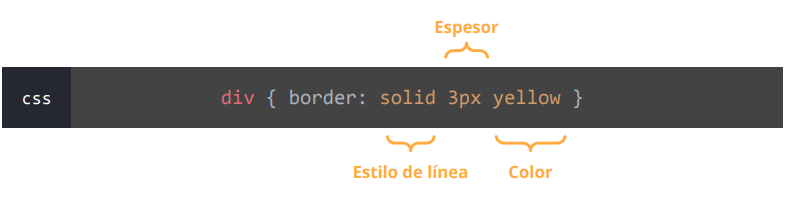 Espesor
css
div { border: solid 3px yellow }
Estilo de línea
Color